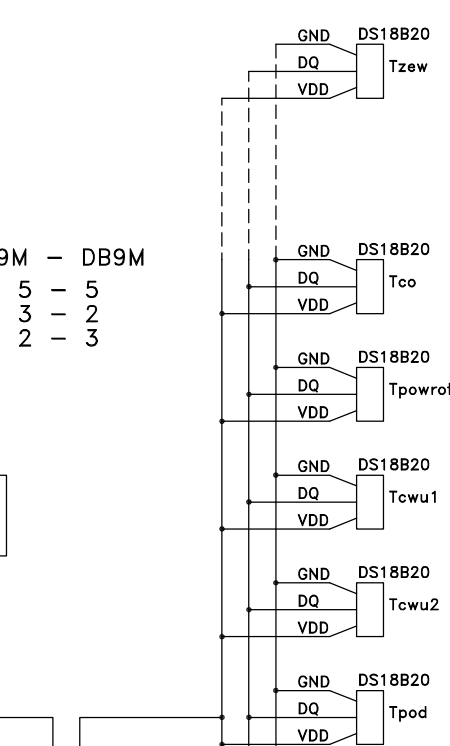 GND DS18B20
DQ Tzew
VDD
9M - DB9M
5 - 5
3 - 2
2 - 3
GND DS18B20
DQ Tco
VDD
GND DS18B20
DQ Tpowrot
VDD
GND DS18B20
DQ Tcwu1
VDD
GND DS18B20
DQ Tcwu2
VDD
GND DS18B20
DQ Tpod
VDD